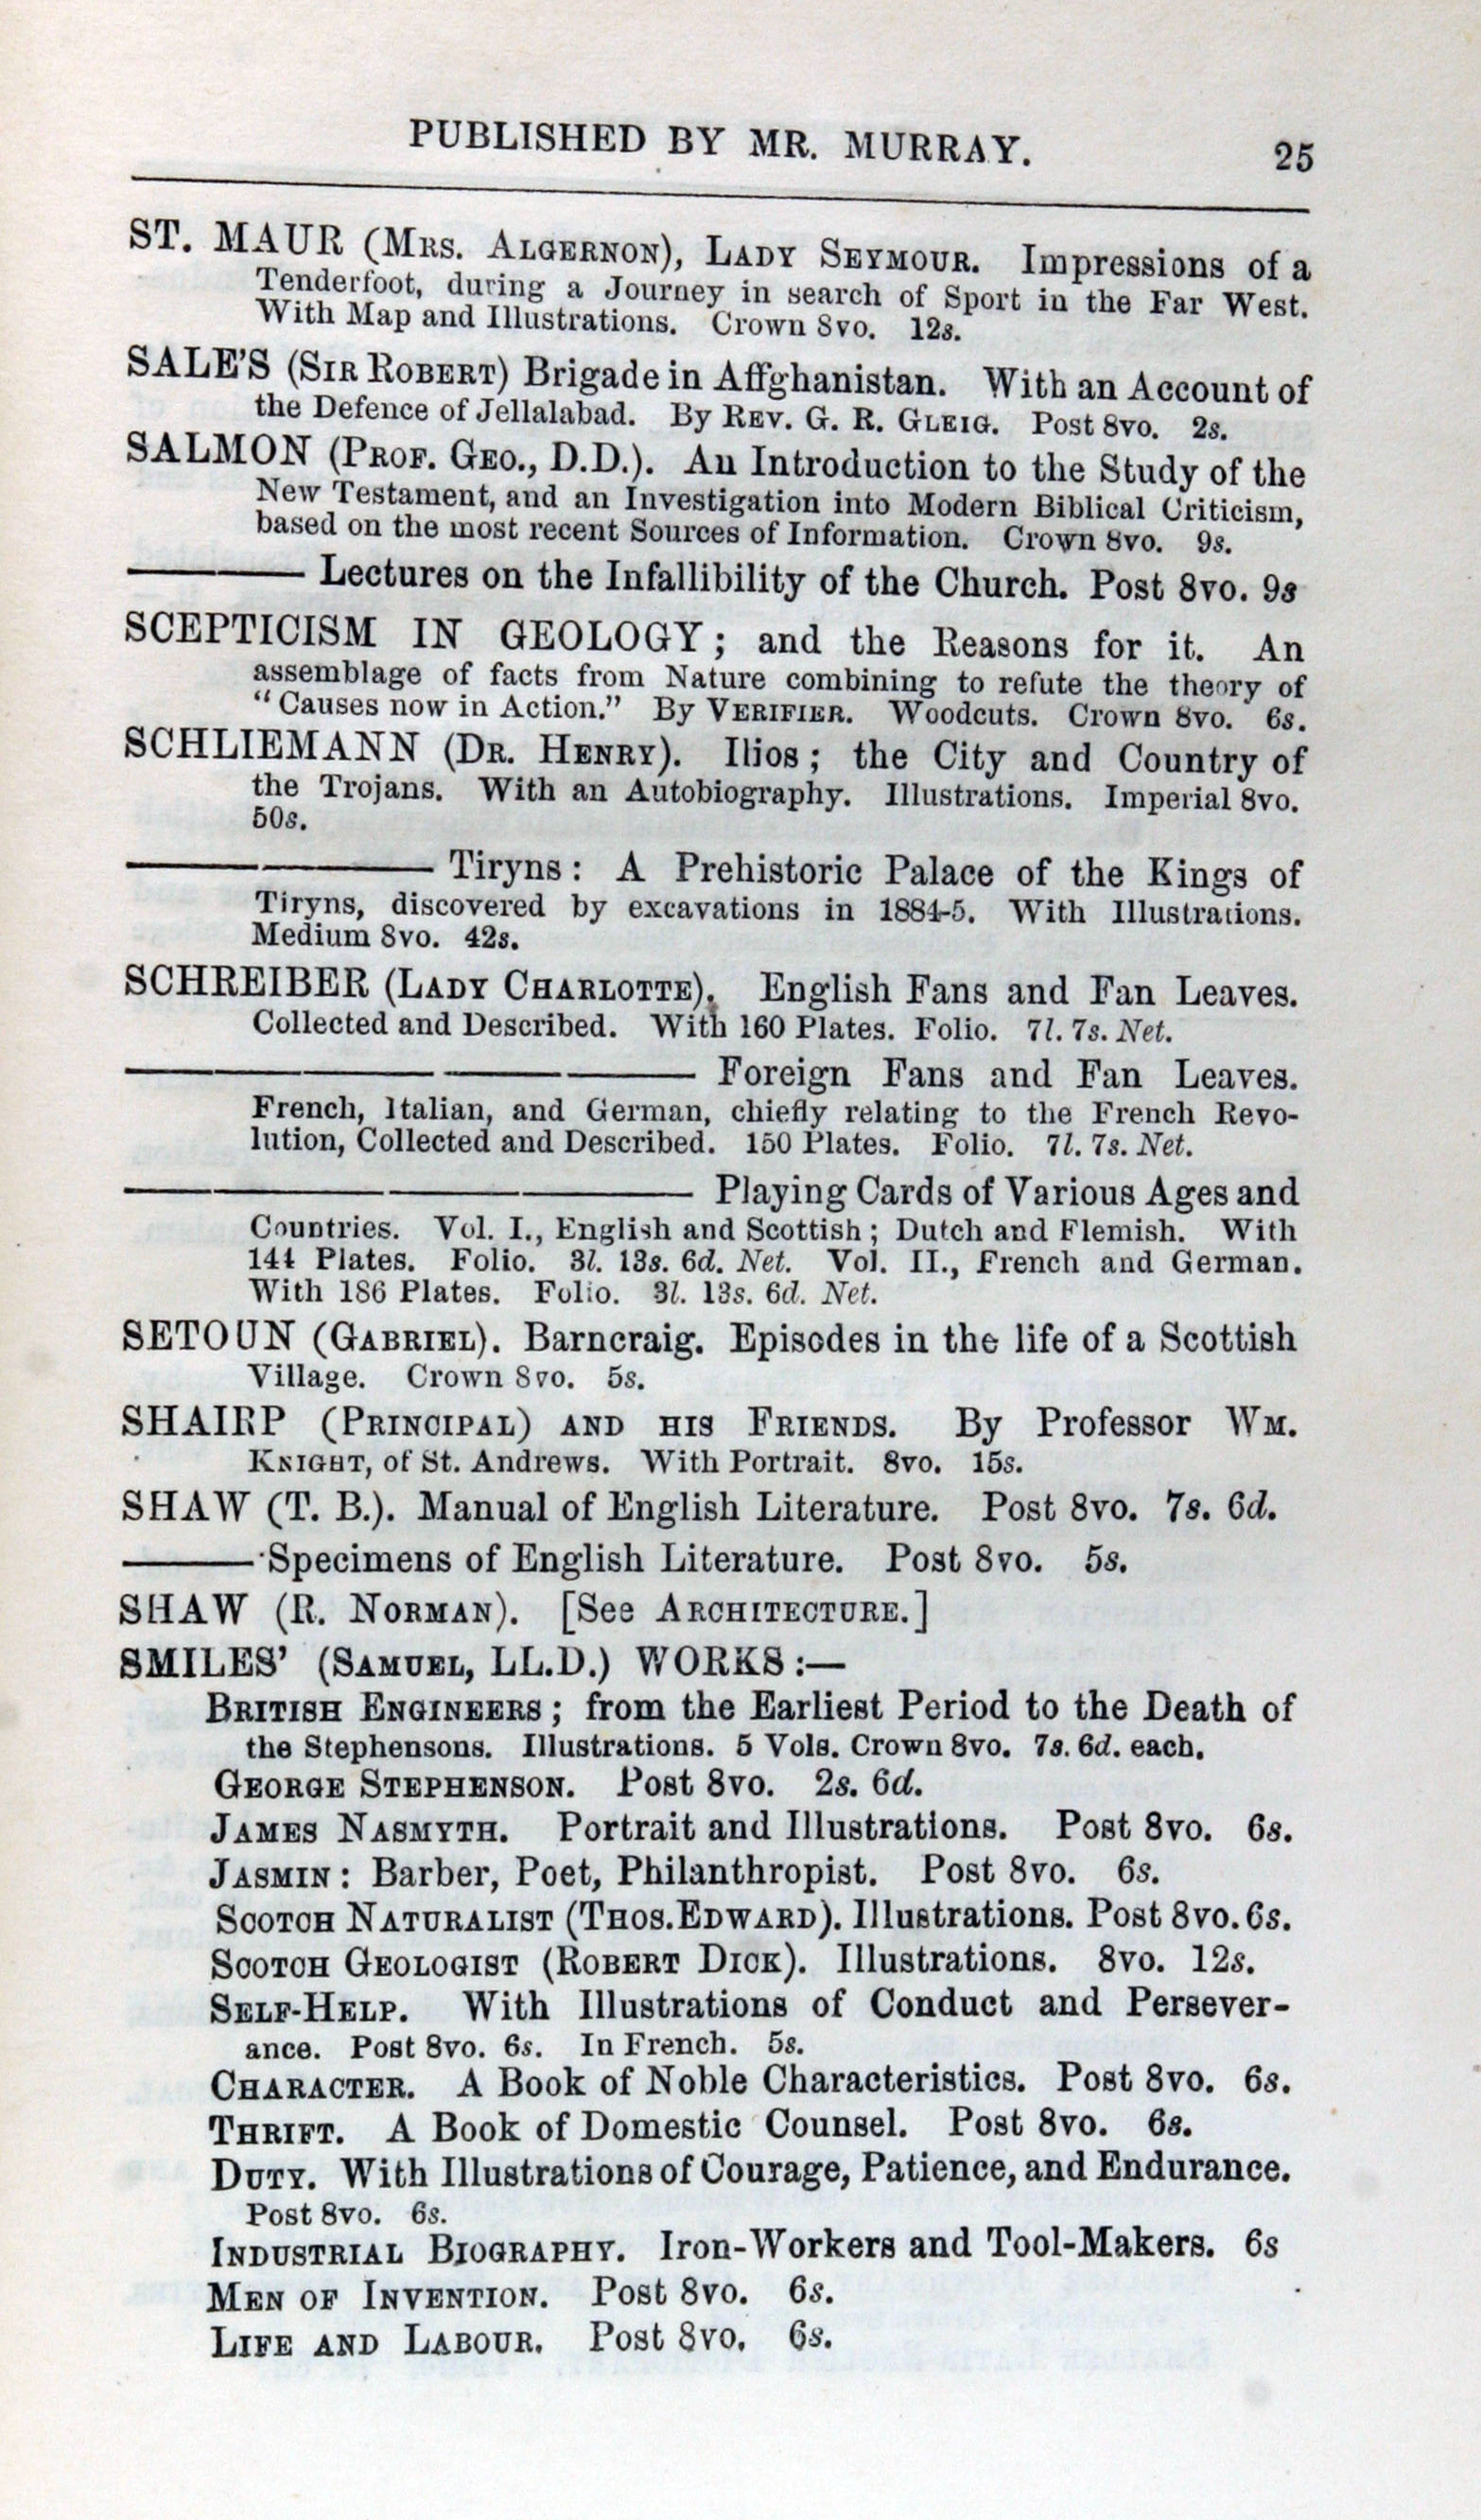 PUBLISHED BY MR. MURRAY. 25
ST. MAUR (MRS. ALGERNON), LADY SEYMOUR. Impressions of a
Tenderfoot, during a Journey in search of Sport in the Far West.
With Map and Illustrations. Crown 8vo. 12s.
SALE'S (SIR ROBERT) Brigade in Affghanistan. With an Account of
the Defence of Jellalabad. By REV. G. R. GLEIG. Post 8vo. 2s.
SALMON (PROF. GEO., D.D.). An Introduction to the Study of the
New Testament, and an Investigation into Modern Biblical Criticism,
based on the most recent Sources of Information. Crown 8vo. 9s.
——— Lectures on the Infallibility of the Church. Post 8vo. 9s
SCEPTICISM IN GEOLOGY; and the Reasons for it. An
assemblage of facts from Nature combining to refute the theory of
"Causes now in Action." By VERIFIER. Woodcuts. Crown 8vo. 6s.
SCHLIEMANN (DR. HENRY). Ilios; the City and Country of
the Trojans. With an Autobiography. Illustrations. Imperial 8vo.
50s.
——— Tiryns: A Prehistoric Palace of the Kings of
Tiryns, discovered by excavations in 1884-5. With Illustrations.
Medium 8vo. 42s.
SCHREIBER (LADY CHARLOTTE). English Fans and Fan Leaves.
Collected and Described. With 160 Plates. Folio. 7l. 7s. Net.
——— Foreign Fans and Fan Leaves.
French, Italian, and German, chiefly relating to the French Revo-
lution, Collected and Described. 150 Plates. Folio. 7l. 7s. Net.
——— Playing Cards of Various Ages and
Countries. Vol. I., English and Scottish; Dutch and Flemish. With
144 Plates. Folio. 3l. 13s. 6d. Net. Vol. II., French and German.
With 186 Plates. Folio. 3l. 13s. 6d. Net.
SETOUN (GABRIEL). Barncraig. Episodes in the life of a Scottish
Village. Crown 8vo. 5s.
SHAIRP (PRINCIPAL) AND HIS FRIENDS. By Professor WM.
KNIGHT, of St. Andrews. With Portrait. 8vo. 15s.
SHAW (T. B.). Manual of English Literature. Post 8vo. 7s. 6d.
——— Specimens of English Literature. Post 8vo. 5s.
SHAW (R. NORMAN). [See ARCHITECTURE.]
SMILES' (SAMUEL, LL.D.) WORKS:—
BRITISH ENGINEERS; from the Earliest Period to the Death of
the Stephensons. Illustrations. 5 Vols. Crown 8vo. 7s. 6d. each.
GEORGE STEPHENSON. Post 8vo. 2s. 6d.
JAMES NASMYTH. Portrait and Illustrations. Post 8vo. 6s.
JASMIN: Barber, Poet, Philanthropist. Post 8vo. 6s.
SCOTCH NATURALIST (THOS. EDWARD). Illustrations. Post 8vo. 6s.
SCOTCH GEOLOGIST (ROBERT DICK). Illustrations. 8vo. 12s.
SELF-HELP. With Illustrations of Conduct and Persever-
ance. Post 8vo. 6s. In French. 5s.
CHARACTER. A Book of Noble Characteristics. Post 8vo. 6s.
THRIFT. A Book of Domestic Counsel. Post 8vo. 6s.
DUTY. With Illustrations of Courage, Patience, and Endurance.
Post 8vo. 6s.
INDUSTRIAL BIOGRAPHY. Iron-Workers and Tool-Makers. 6s
MEN OF INVENTION. Post 8vo. 6s.
LIFE AND LABOUR. Post 8vo. 6s.